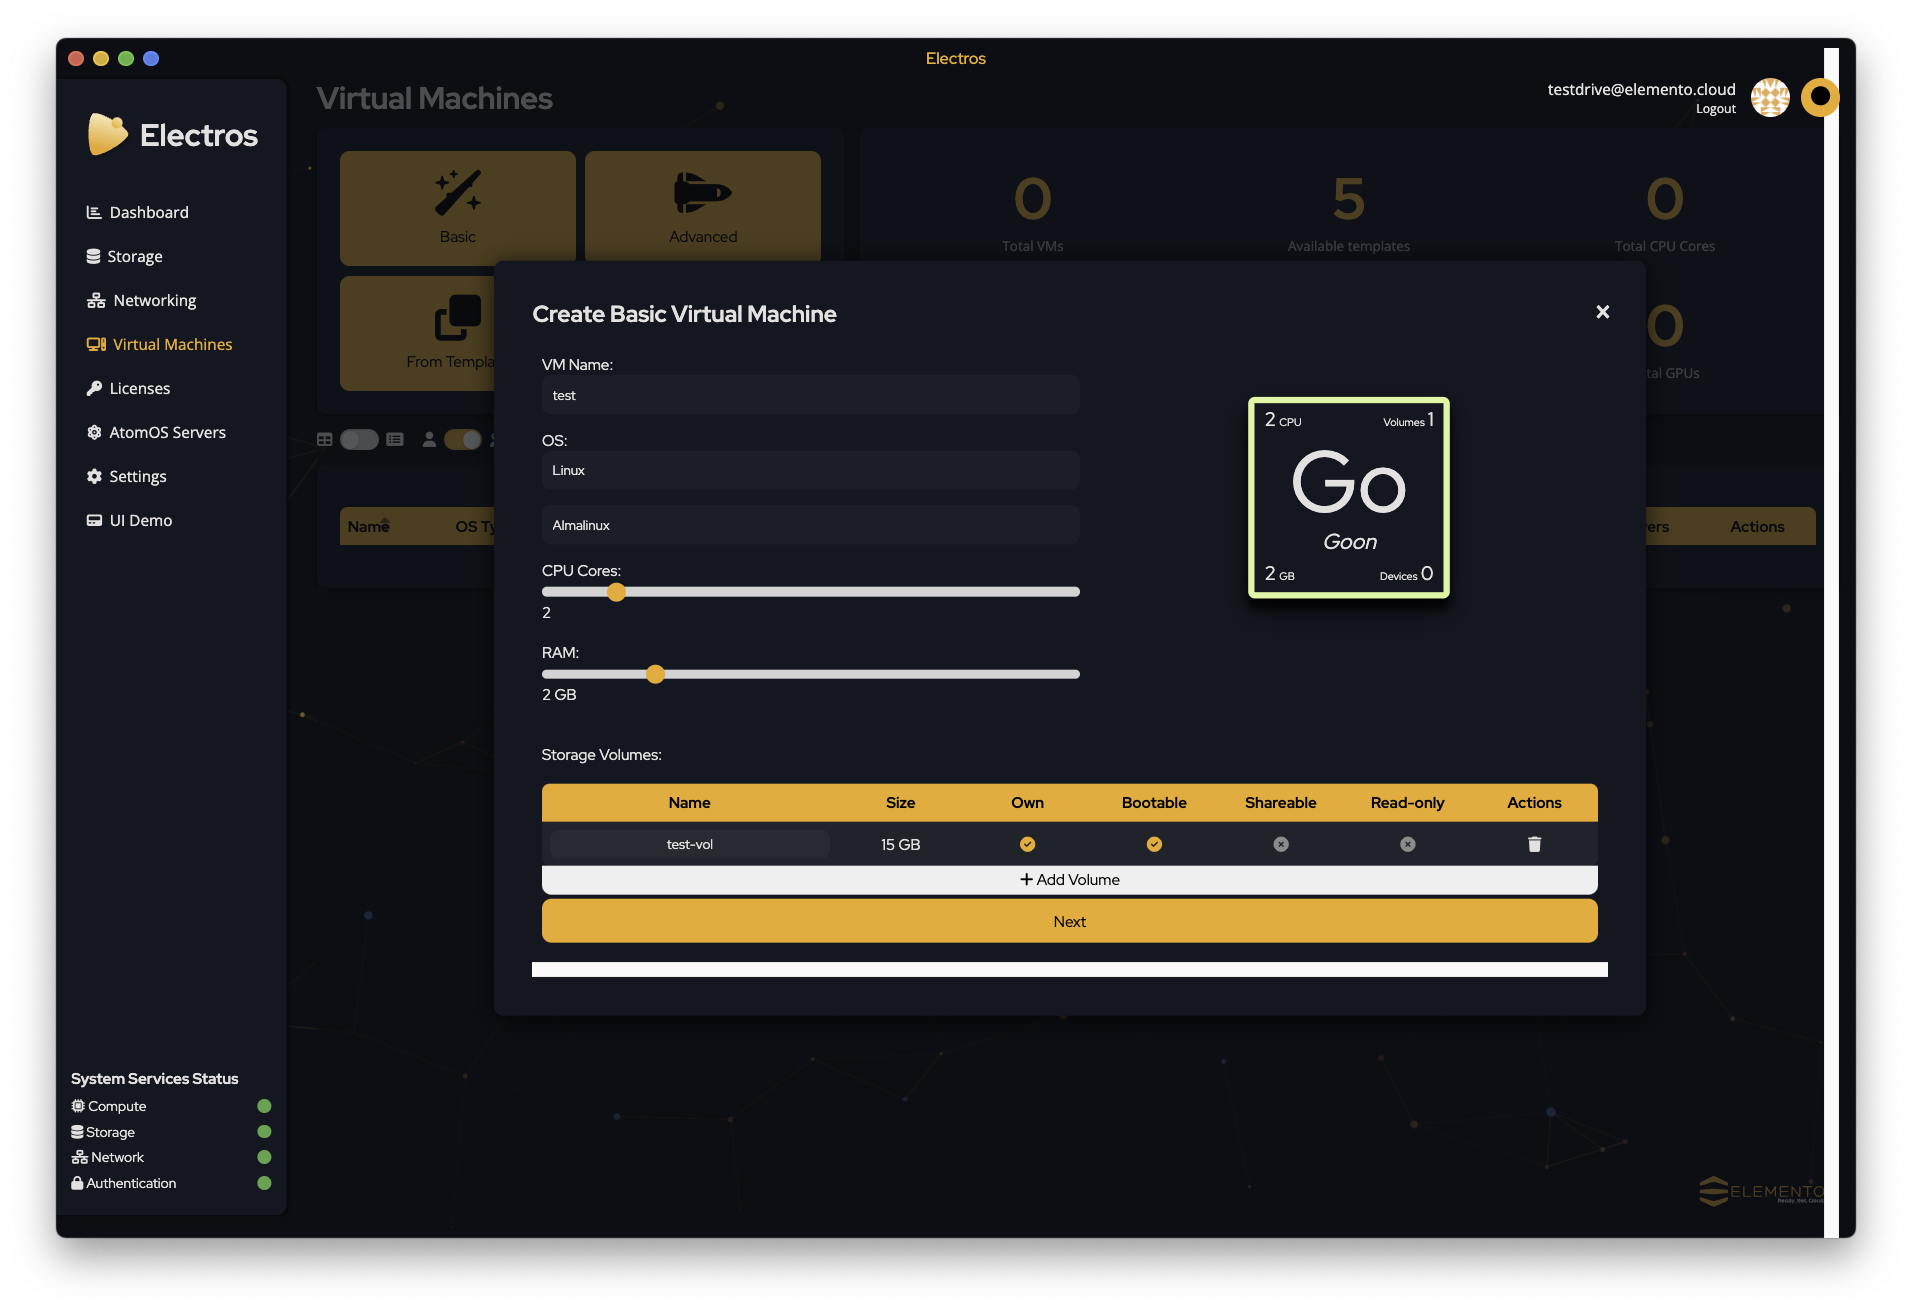 Electros
testdrive@elemento.cloud
Logout
Electros
Dashboard
Storage
Networking
Virtual Machines
Licenses
AtomOS Servers
Settings
UI Demo
System Services Status
Compute
Storage
Network
Authentication
Virtual Machines
Basic
Advanced
From Templa
0
Total VMs
5
Available templates
0
Total CPU Cores
0
tal GPUs
Name
OS Ty
ers
Actions
Create Basic Virtual Machine
VM Name:
test
OS:
Linux
Almalinux
CPU Cores:
2
RAM:
2 GB
2 CPU
Volumes 1
Go
Goon
2 GB
Devices 0
Storage Volumes:
Name Size Own Bootable Shareable Read-only Actions
test-vol 15 GB
+ Add Volume
Next
ELEMENTO